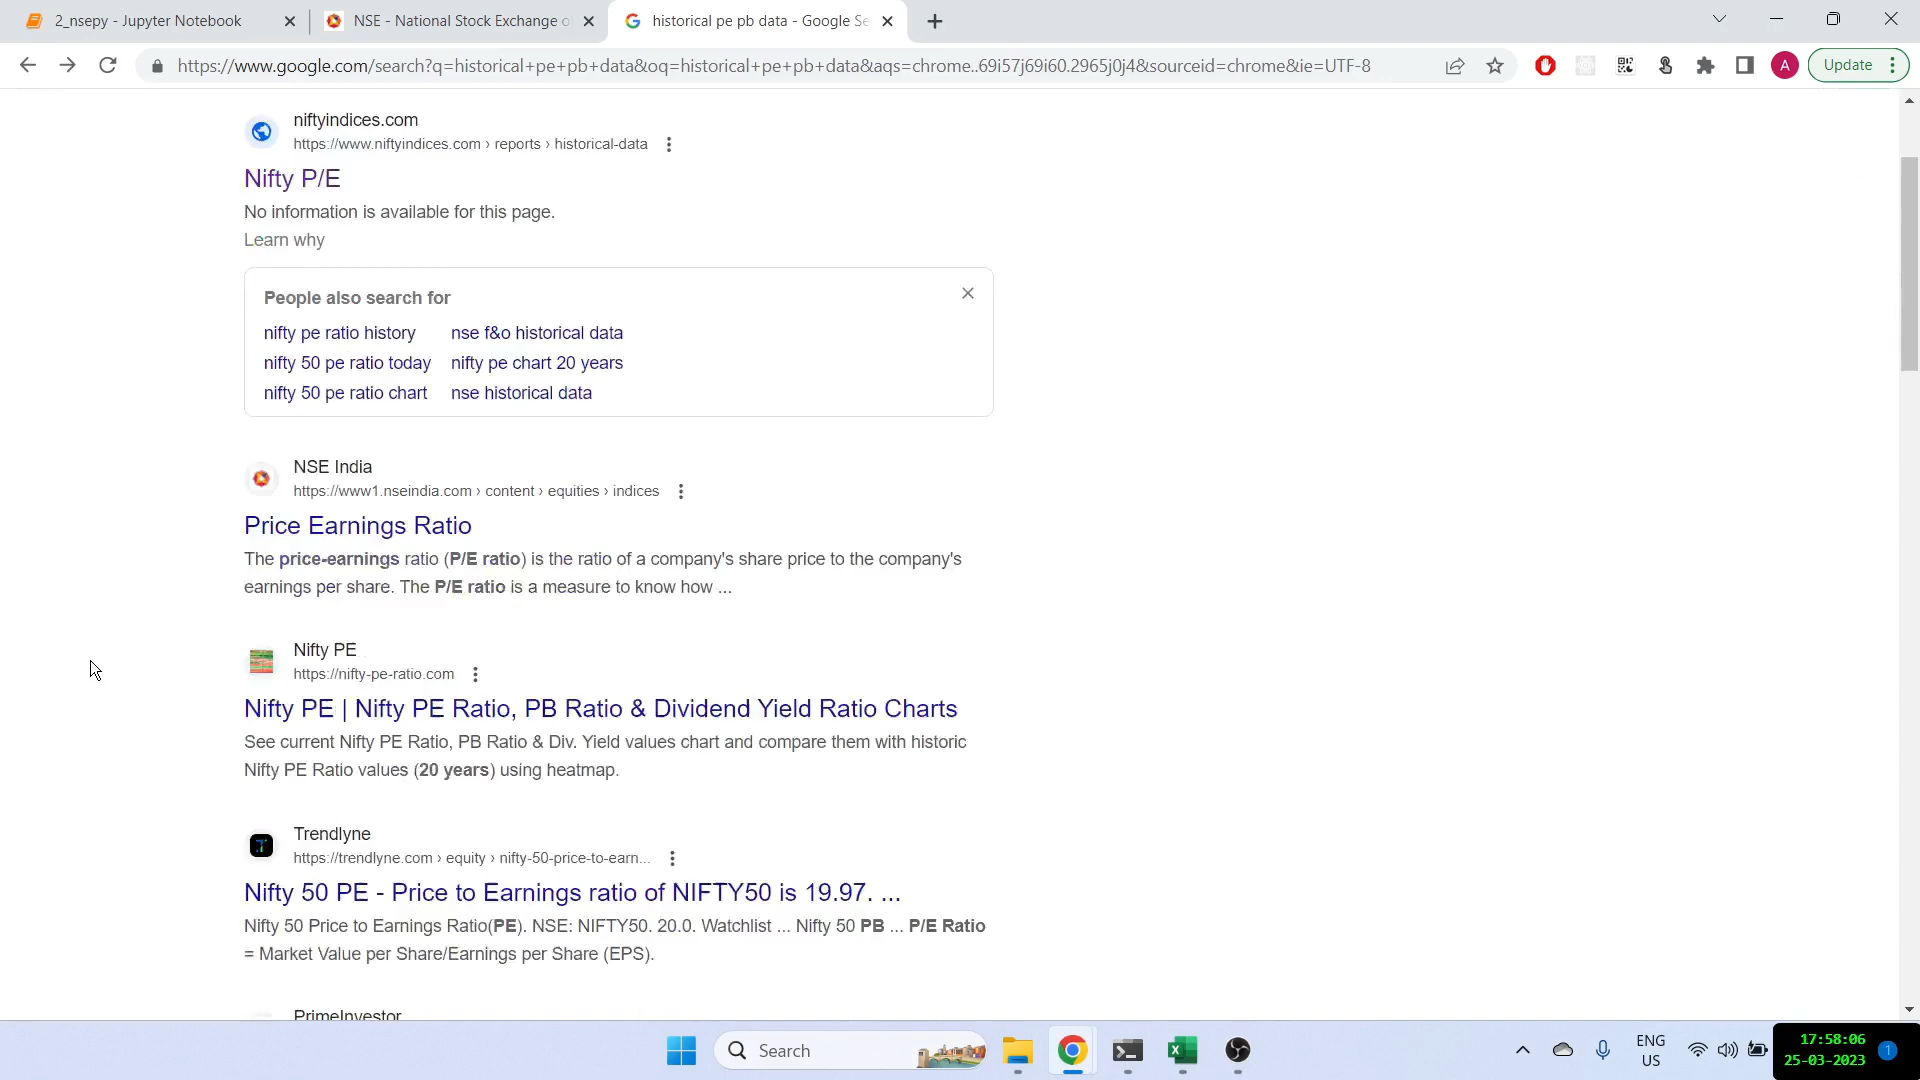 2_nsepy - Jupyter Notebook
NSE - National Stock Exchange o
historical pe pb data - Google Se
https://www.google.com/search?q=historical+pe+pb+data&oq=historical+pe+pb+data&aqs=chrome..69i57j69i60.2965j0j4&sourceid=chrome&ie=UTF-8
A
Update
niftyindices.com
https://www.niftyindices.com › reports › historical-data
Nifty P/E
No information is available for this page.
Learn why
People also search for
nifty pe ratio history
nse f&o historical data
nifty 50 pe ratio today
nifty pe chart 20 years
nifty 50 pe ratio chart
nse historical data
NSE India
https://www1.nseindia.com › content › equities › indices
Price Earnings Ratio
The price-earnings ratio (P/E ratio) is the ratio of a company's share price to the company's
earnings per share. The P/E ratio is a measure to know how ...
Nifty PE
https://nifty-pe-ratio.com
Nifty PE | Nifty PE Ratio, PB Ratio & Dividend Yield Ratio Charts
See current Nifty PE Ratio, PB Ratio & Div. Yield values chart and compare them with historic
Nifty PE Ratio values (20 years) using heatmap.
Trendlyne
https://trendlyne.com › equity › nifty-50-price-to-earn...
Nifty 50 PE - Price to Earnings ratio of NIFTY50 is 19.97. ...
Nifty 50 Price to Earnings Ratio(PE). NSE: NIFTY50. 20.0. Watchlist ... Nifty 50 PB ... P/E Ratio
= Market Value per Share/Earnings per Share (EPS).
PrimeInvestor
Search
ENG
US
17:58:06
25-03-2023
1